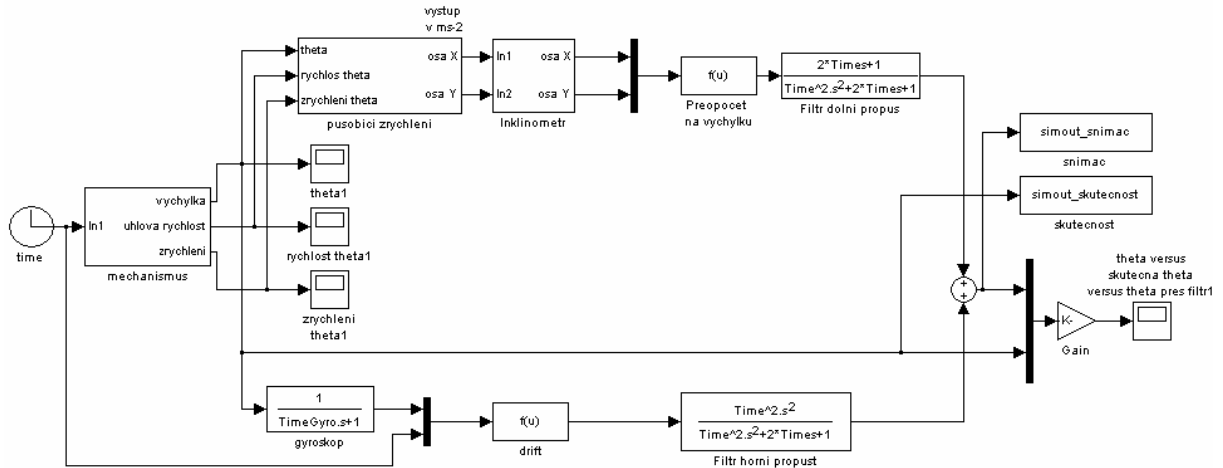 vystup
v ms-2
theta
rychlos theta
zrychleni theta
osa X
osa Y
pusobici zrychleni
In1
In2
osa X
osa Y
Inklinometr
f(u)
Preopocet
na vychylku
2*Times+1
Time^2.s²+2*Times+1
Filtr dolni propus
simout_snimac
snimac
simout_skutecnost
skutecnost
theta1
rychlost theta1
zrychleni
theta1
time
In1
vychylka
uhlova rychlost
zrychleni
mechanismus
+
+
theta versus
skutecna theta
versus theta pres filtr1
K-
Gain
1
TimeGyro.s+1
gyroskop
f(u)
drift
Time^2.s²
Time^2.s²+2*Times+1
Filtr horni propust